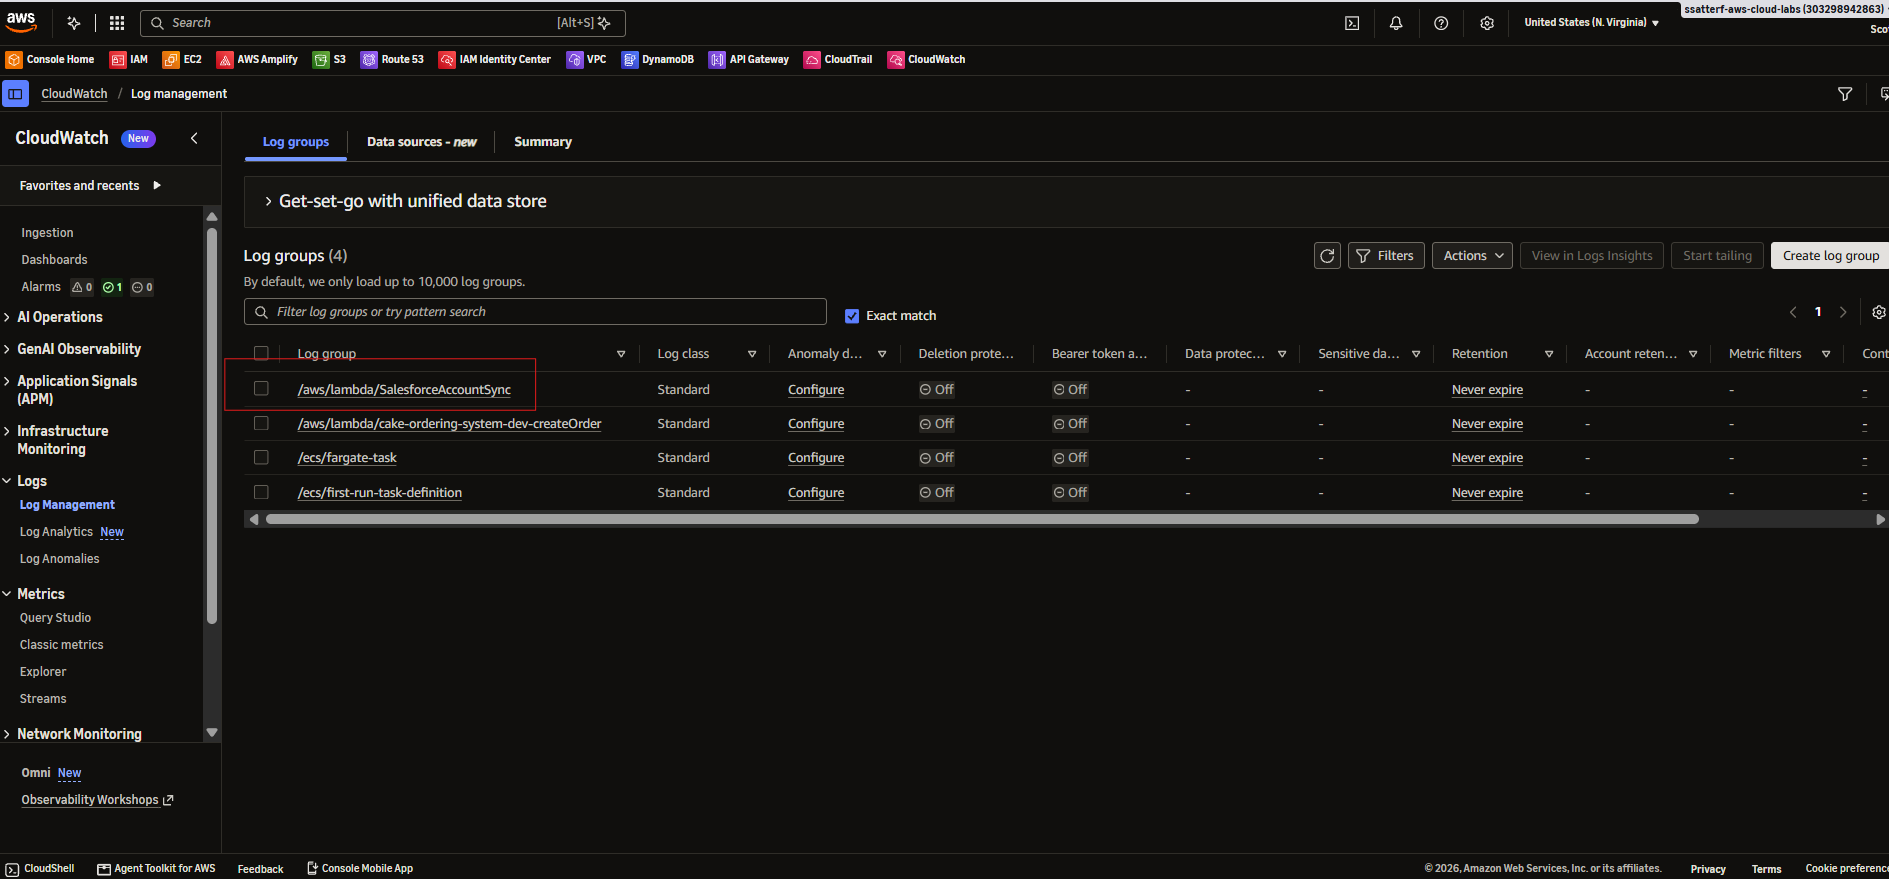 aws
Search
[Alt+S]
United States (N. Virginia)
ssatterf-aws-cloud-labs (303298942863)
Sco
Console Home
IAM
EC2
AWS Amplify
S3
Route 53
IAM Identity Center
VPC
DynamoDB
API Gateway
CloudTrail
CloudWatch
CloudWatch / Log management
CloudWatch New
Favorites and recents
Ingestion
Dashboards
Alarms 0 1 0
AI Operations
GenAI Observability
Application Signals
(APM)
Infrastructure
Monitoring
Logs
Log Management
Log Analytics New
Log Anomalies
Metrics
Query Studio
Classic metrics
Explorer
Streams
Network Monitoring
Omni New
Observability Workshops
Log groups
Data sources - new
Summary
Get-set-go with unified data store
Log groups (4)
By default, we only load up to 10,000 log groups.
Filters
Actions
View in Logs Insights
Start tailing
Create log group
Filter log groups or try pattern search
Exact match
1
Log group Log class Anomaly d... Deletion prote... Bearer token a... Data protec... Sensitive da... Retention Account reten... Metric filters Cont
/aws/lambda/SalesforceAccountSync Standard Configure Off Off - - Never expire - - -
/aws/lambda/cake-ordering-system-dev-createOrder Standard Configure Off Off - - Never expire - - -
/ecs/fargate-task Standard Configure Off Off - - Never expire - - -
/ecs/first-run-task-definition Standard Configure Off Off - - Never expire - - -
CloudShell
Agent Toolkit for AWS
Feedback
Console Mobile App
© 2026, Amazon Web Services, Inc. or its affiliates.
Privacy
Terms
Cookie preference